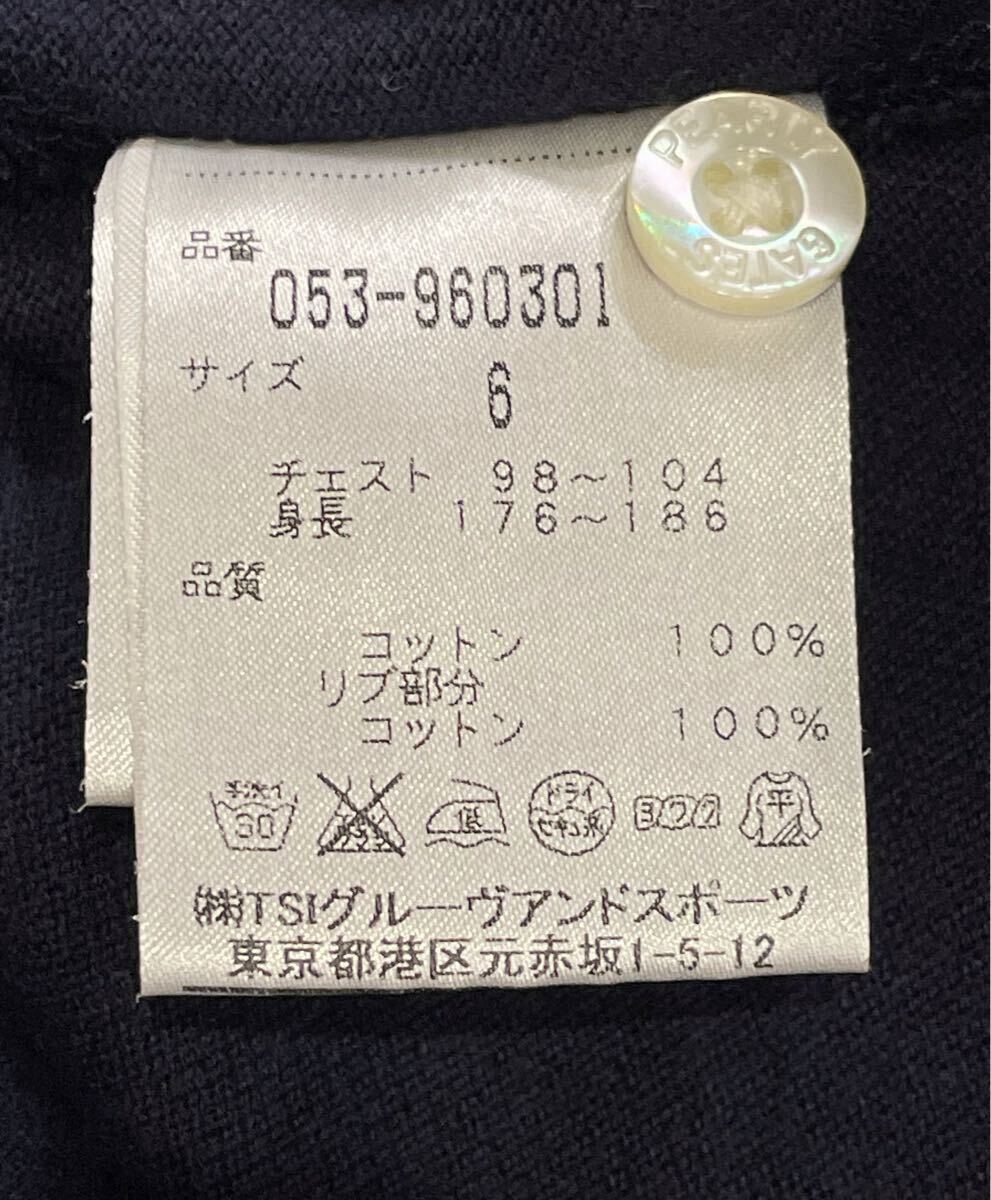 PEARLY
GATES
品番
053-960301
サイズ 6
チェスト 98~104
身長 176~186
品質
コットン 100%
リブ部分
コットン 100%
手洗イ
30
低
ドライ
セキユ系
ヨワク
平
㈱TSIグルーヴアンドスポーツ
東京都港区元赤坂1-5-12